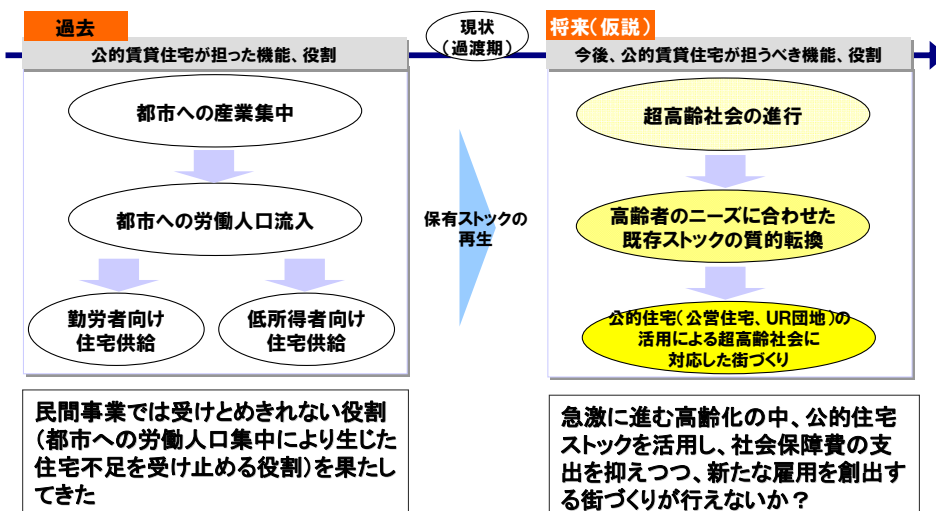 過去
公的賃貸住宅が担った機能、役割
都市への産業集中
都市への労働人口流入
勤労者向け
住宅供給
低所得者向け
住宅供給
民間事業では受けとめきれない役割
（都市への労働人口集中により生じた
住宅不足を受け止める役割）を果たし
てきた
現状
（過渡期）
保有ストックの
再生
将来（仮説）
今後、公的賃貸住宅が担うべき機能、役割
超高齢社会の進行
高齢者のニーズに合わせた
既存ストックの質的転換
公的住宅（公営住宅、UR団地）の
活用による超高齢社会に
対応した街づくり
急激に進む高齢化の中、公的住宅
ストックを活用し、社会保障費の支
出を抑えつつ、新たな雇用を創出す
る街づくりが行えないか？